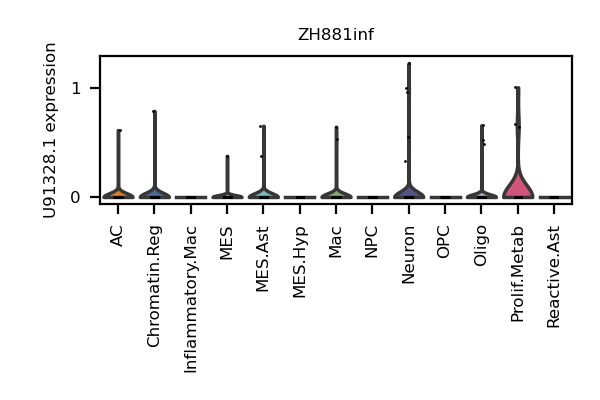 ZH881inf
U91328.1 expression
1
0
AC
Chromatin.Reg
Inflammatory.Mac
MES
MES.Ast
MES.Hyp
Mac
NPC
Neuron
OPC
Oligo
Prolif.Metab
Reactive.Ast